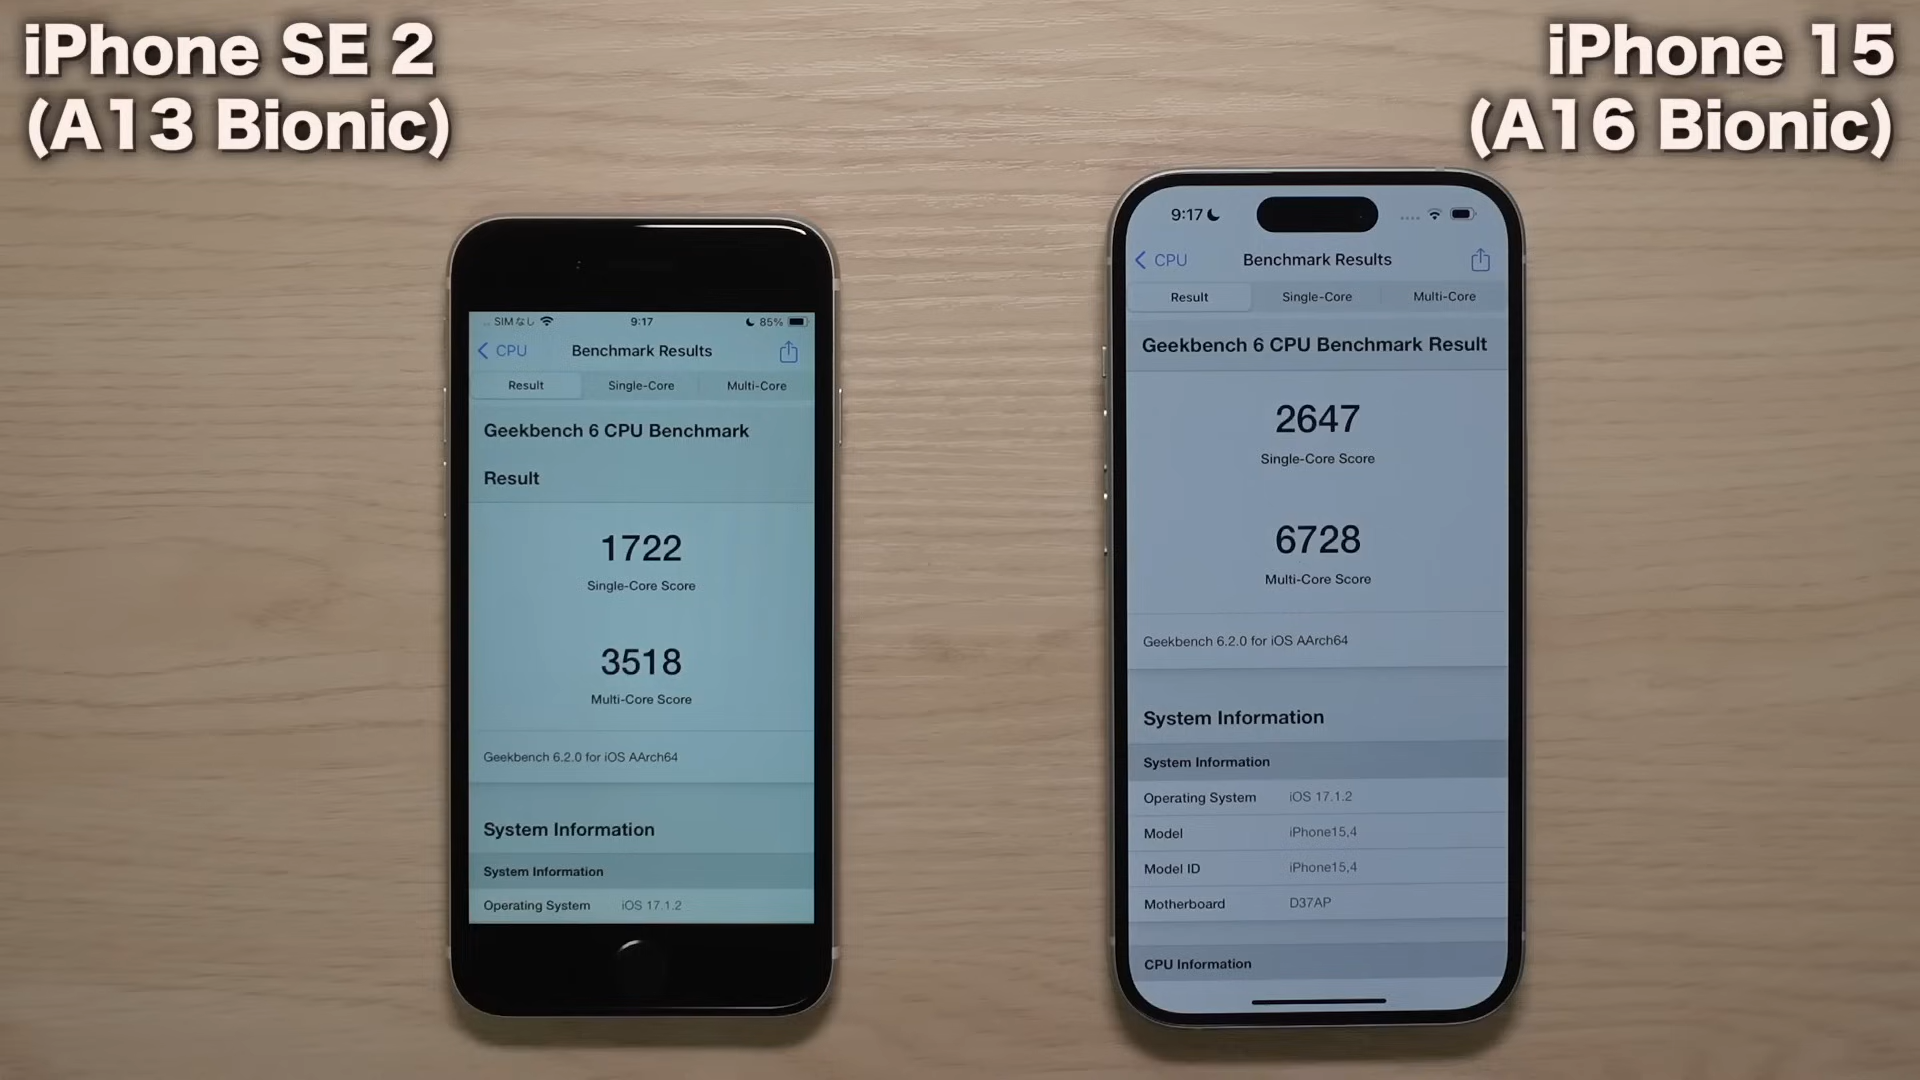 iPhone SE 2
(A13 Bionic)
iPhone 15
(A16 Bionic)
SIMなし 9:17 85%
CPU Benchmark Results
Result Single-Core Multi-Core
Geekbench 6 CPU Benchmark
Result
1722
Single-Core Score
3518
Multi-Core Score
Geekbench 6.2.0 for iOS AArch64
System Information
System Information
Operating System iOS 17.1.2
9:17
CPU Benchmark Results
Result Single-Core Multi-Core
Geekbench 6 CPU Benchmark Result
2647
Single-Core Score
6728
Multi-Core Score
Geekbench 6.2.0 for iOS AArch64
System Information
System Information
Operating System iOS 17.1.2
Model iPhone15,4
Model ID iPhone15,4
Motherboard D37AP
CPU Information